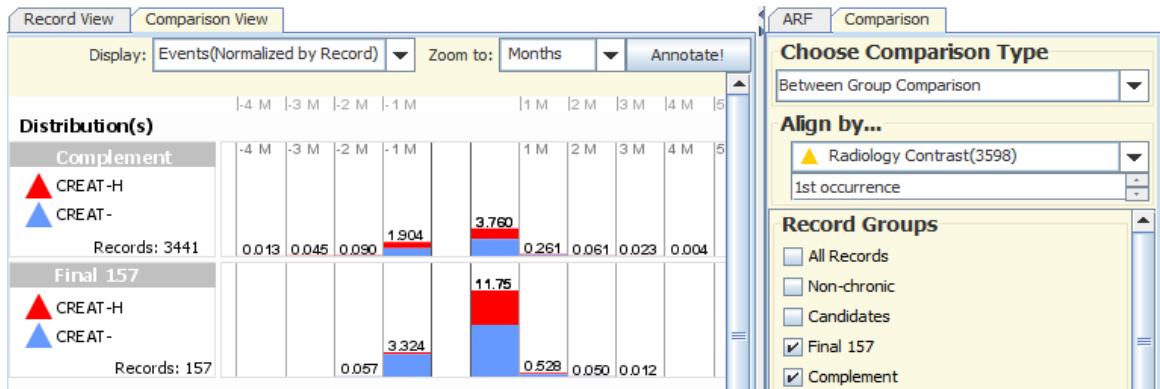 Record View Comparison View
Display: Events(Normalized by Record) Zoom to: Months Annotate!
-4 M -3 M -2 M -1 M 1 M 2 M 3 M 4 M 5
Distribution(s)
Complement
-4 M -3 M -2 M -1 M 1 M 2 M 3 M 4 M 5
CREAT-H
CREAT-
Records: 3441
0.013 0.045 0.090 1.904 3.760 0.261 0.061 0.023 0.004
Final 157
CREAT-H
CREAT-
Records: 157
0.057 3.324 11.75 0.528 0.050 0.012
ARF Comparison
Choose Comparison Type
Between Group Comparison
Align by...
Radiology Contrast(3598)
1st occurrence
Record Groups
All Records
Non-chronic
Candidates
Final 157
Complement